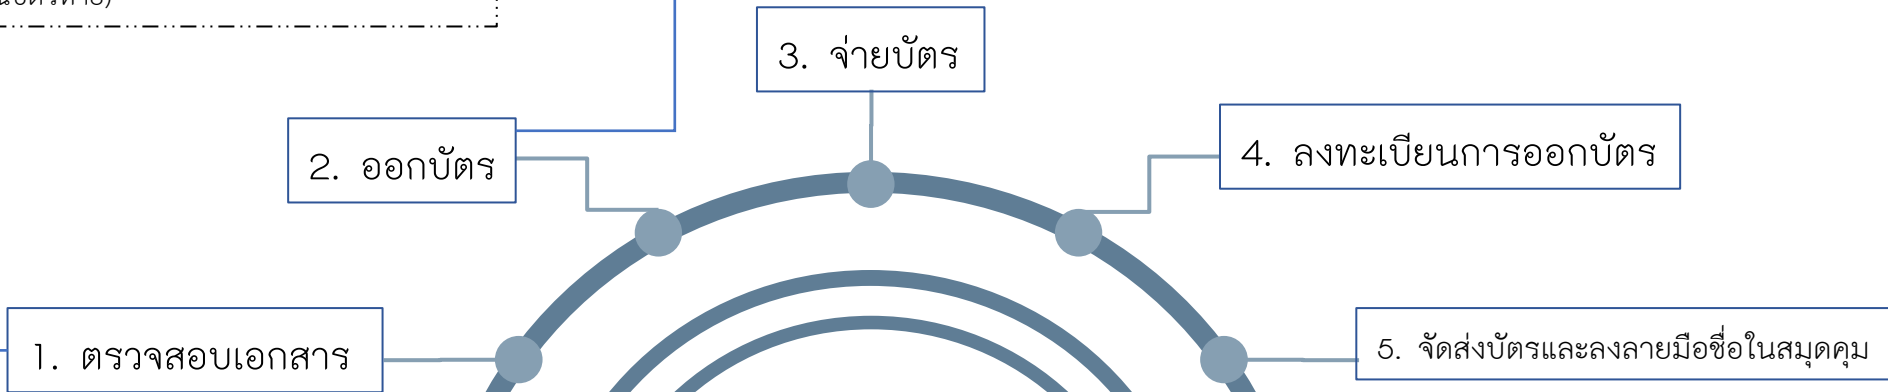 3. จ่ายบัตร
2. ออกบัตร
4. ลงทะเบียนการออกบัตร
1. ตรวจสอบเอกสาร
5. จัดส่งบัตรและลงลายมือชื่อในสมุดคุม